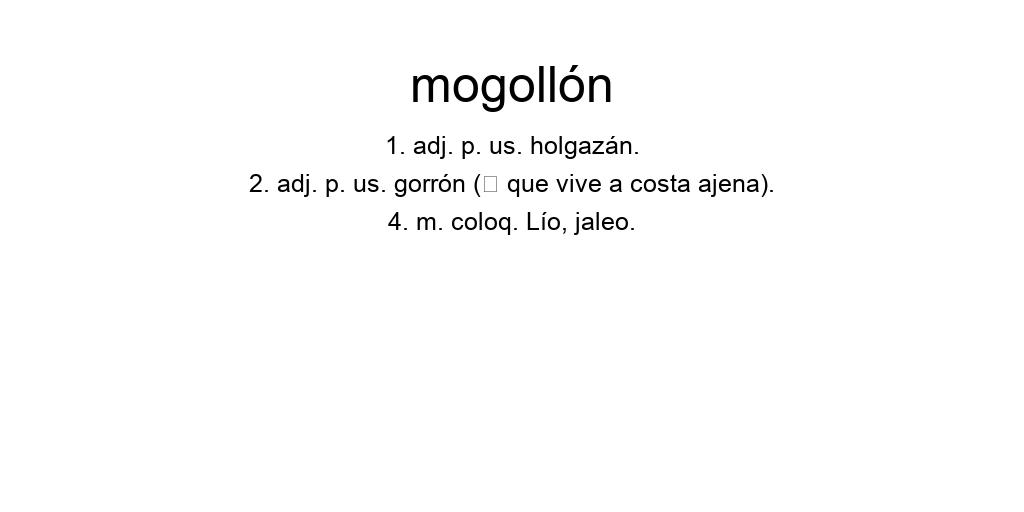 mogollón
1. adj. p. us. holgazán.
2. adj. p. us. gorrón (▯ que vive a costa ajena).
4. m. coloq. Lío, jaleo.